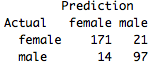 Prediction
Actual female male
female 171 21
male 14 97